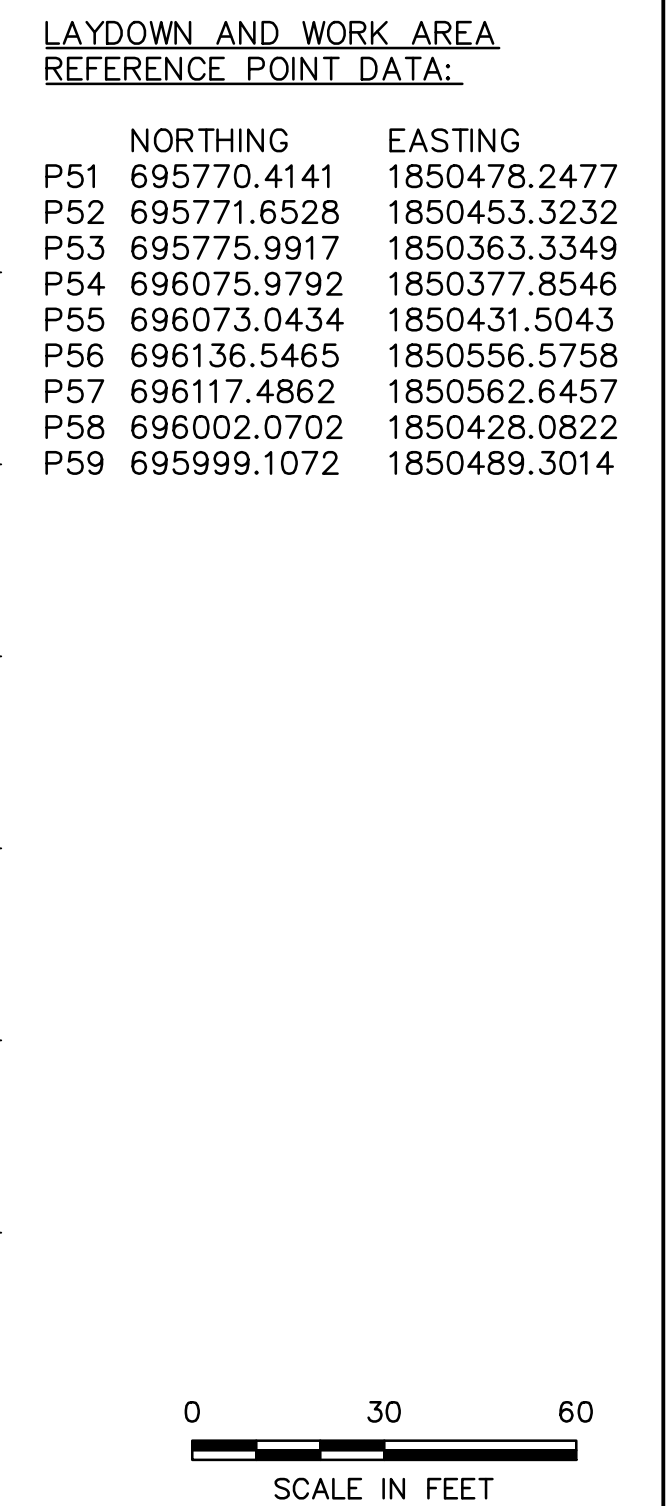 LAYDOWN AND WORK AREA
REFERENCE POINT DATA:
NORTHING EASTING
P51 695770.4141 1850478.2477
P52 695771.6528 1850453.3232
P53 695775.9917 1850363.3349
P54 696075.9792 1850377.8546
P55 696073.0434 1850431.5043
P56 696136.5465 1850556.5758
P57 696117.4862 1850562.6457
P58 696002.0702 1850428.0822
P59 695999.1072 1850489.3014
0 30 60
SCALE IN FEET